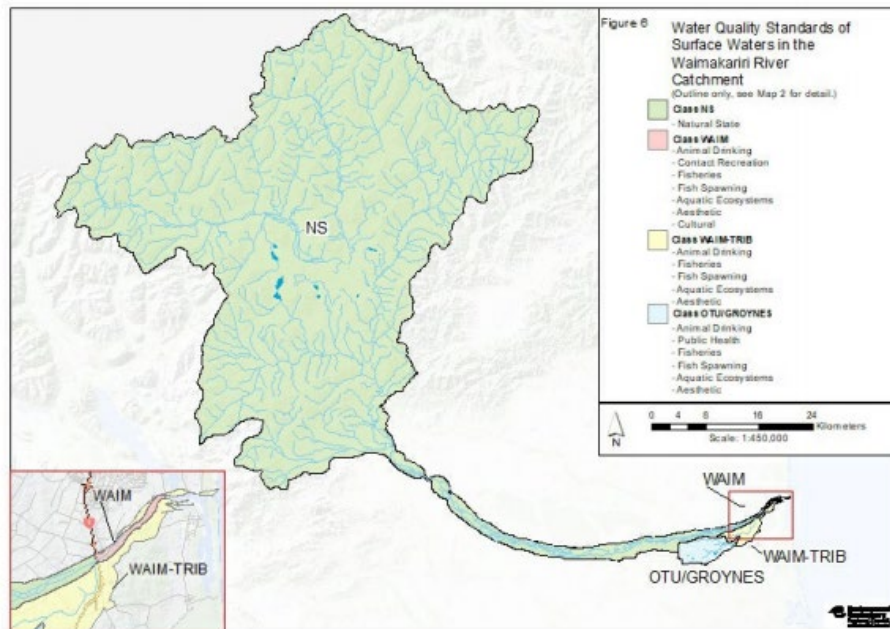 Figure 6
Water Quality Standards of
Surface Waters in the
Waimakariri River
Catchment
(Outline only, see Map 2 for detail.)
Class NS
- Natural State
Class WAIM
- Animal Drinking
- Contact Recreation
- Fisheries
- Fish Spawning
- Aquatic Ecosystems
- Aesthetic
- Cultural
Class WAIM-TRIB
- Animal Drinking
- Fisheries
- Fish Spawning
- Aquatic Ecosystems
- Aesthetic
Class OTU/GROYNES
- Animal Drinking
- Public Health
- Fisheries
- Fish Spawning
- Aquatic Ecosystems
- Aesthetic
0 4 8 16 24
Kilometers
N
Scale: 1:450,000
NS
WAIM
WAIM-TRIB
OTU/GROYNES
WAIM
WAIM-TRIB